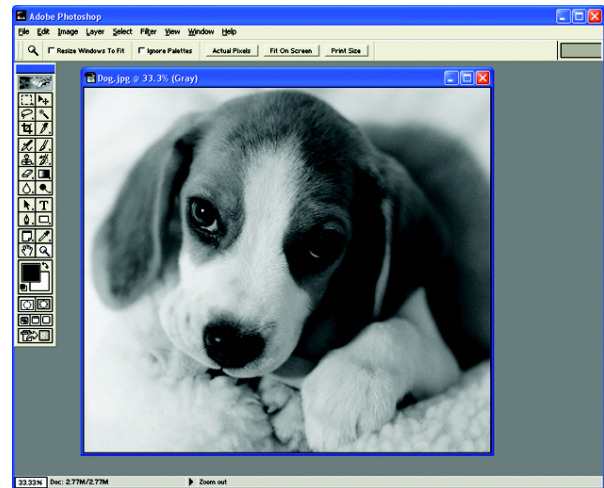 Adobe Photoshop
File Edit Image Layer Select Filter View Window Help
Resize Windows To Fit Ignore Palettes Actual Pixels Fit On Screen Print Size
Dog.jpg @ 33.3% (Gray)
T
33.33% Doc: 2.77M/2.77M Zoom out